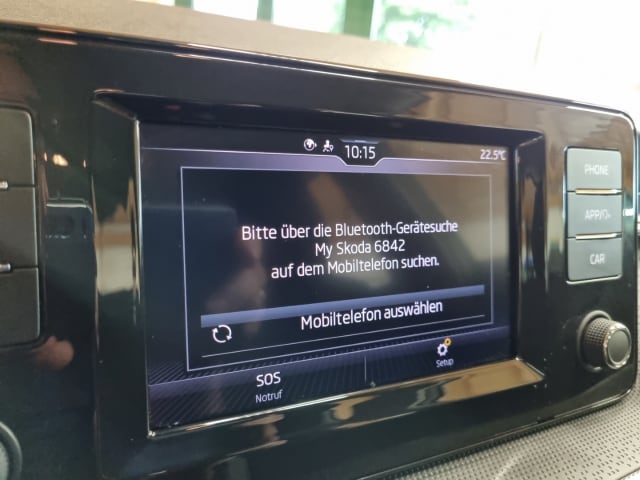 10:15
22.5°C
Bitte über die Bluetooth-Gerätesuche
My Skoda 6842
auf dem Mobiltelefon suchen.
Mobiltelefon auswählen
SOS
Notruf
Setup
PHONE
APP/
CAR